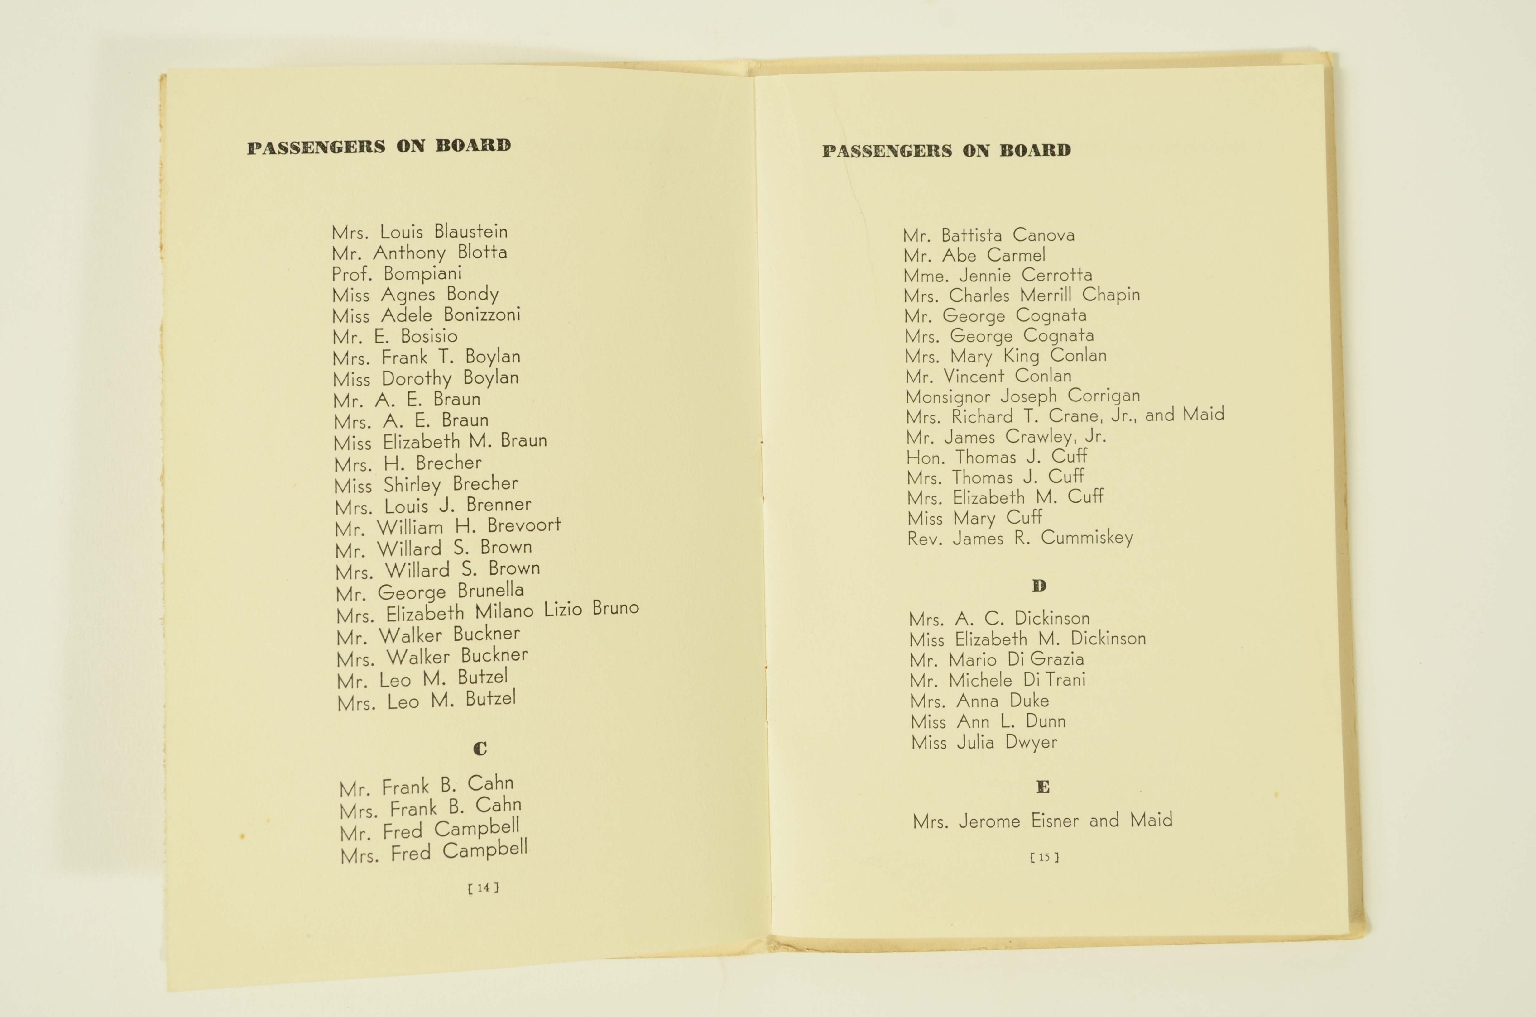 PASSENGERS ON BOARD
Mrs. Louis Blaustein
Mr. Anthony Blotta
Prof. Bompiani
Miss Agnes Bondy
Miss Adele Bonizzoni
Mr. E. Bosisio
Mrs. Frank T. Boylan
Miss Dorothy Boylan
Mr. A. E. Braun
Mrs. A. E. Braun
Miss Elizabeth M. Braun
Mrs. H. Brecher
Miss Shirley Brecher
Mrs. Louis J. Brenner
Mr. William H. Brevoort
Mr. Willard S. Brown
Mrs. Willard S. Brown
Mr. George Brunella
Mrs. Elizabeth Milano Lizio Bruno
Mr. Walker Buckner
Mrs. Walker Buckner
Mr. Leo M. Butzel
Mrs. Leo M. Butzel
C
Mr. Frank B. Cahn
Mrs. Frank B. Cahn
Mr. Fred Campbell
Mrs. Fred Campbell
[ 14 ]
PASSENGERS ON BOARD
Mr. Battista Canova
Mr. Abe Carmel
Mme. Jennie Cerrotta
Mrs. Charles Merrill Chapin
Mr. George Cognata
Mrs. George Cognata
Mrs. Mary King Conlan
Mr. Vincent Conlan
Monsignor Joseph Corrigan
Mrs. Richard T. Crane, Jr., and Maid
Mr. James Crawley, Jr.
Hon. Thomas J. Cuff
Mrs. Thomas J. Cuff
Mrs. Elizabeth M. Cuff
Miss Mary Cuff
Rev. James R. Cummiskey
D
Mrs. A. C. Dickinson
Miss Elizabeth M. Dickinson
Mr. Mario Di Grazia
Mr. Michele Di Trani
Mrs. Anna Duke
Miss Ann L. Dunn
Miss Julia Dwyer
E
Mrs. Jerome Eisner and Maid
[ 15 ]